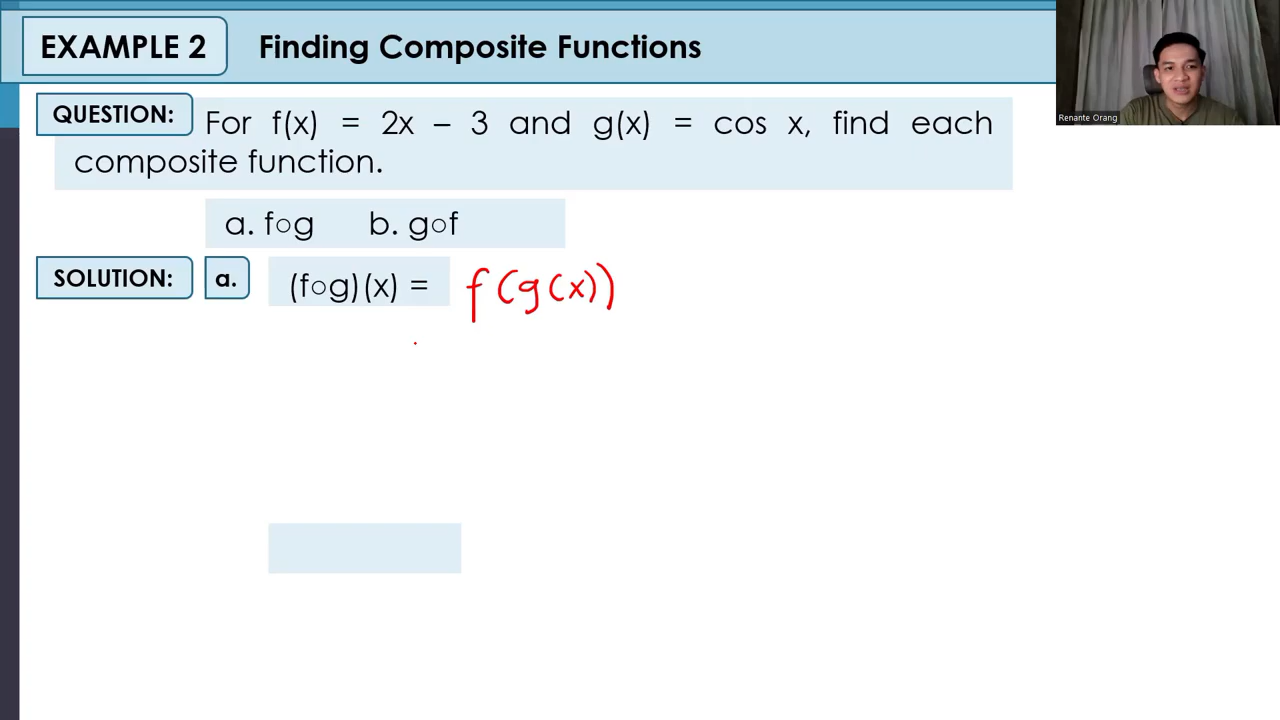 EXAMPLE 2 Finding Composite Functions
Renante Orang
QUESTION: For f(x) = 2x – 3 and g(x) = cos x, find each
composite function.
a. f○g b. g○f
SOLUTION: a. (f○g)(x) = f(g(x))